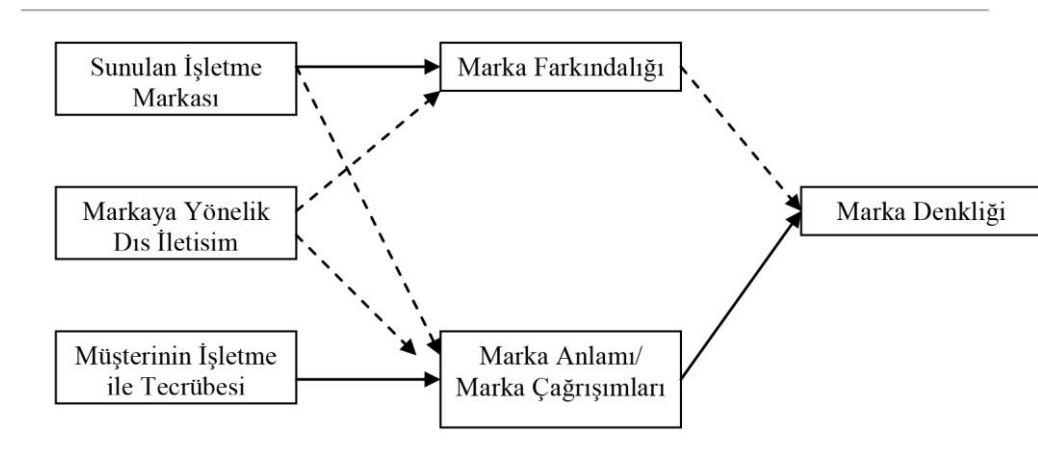 Sunulan İşletme
Markası
Marka Farkındalığı
Markaya Yönelik
Dıs İletisim
Marka Denkliği
Müşterinin İşletme
ile Tecrübesi
Marka Anlamı/
Marka Çağrışımları